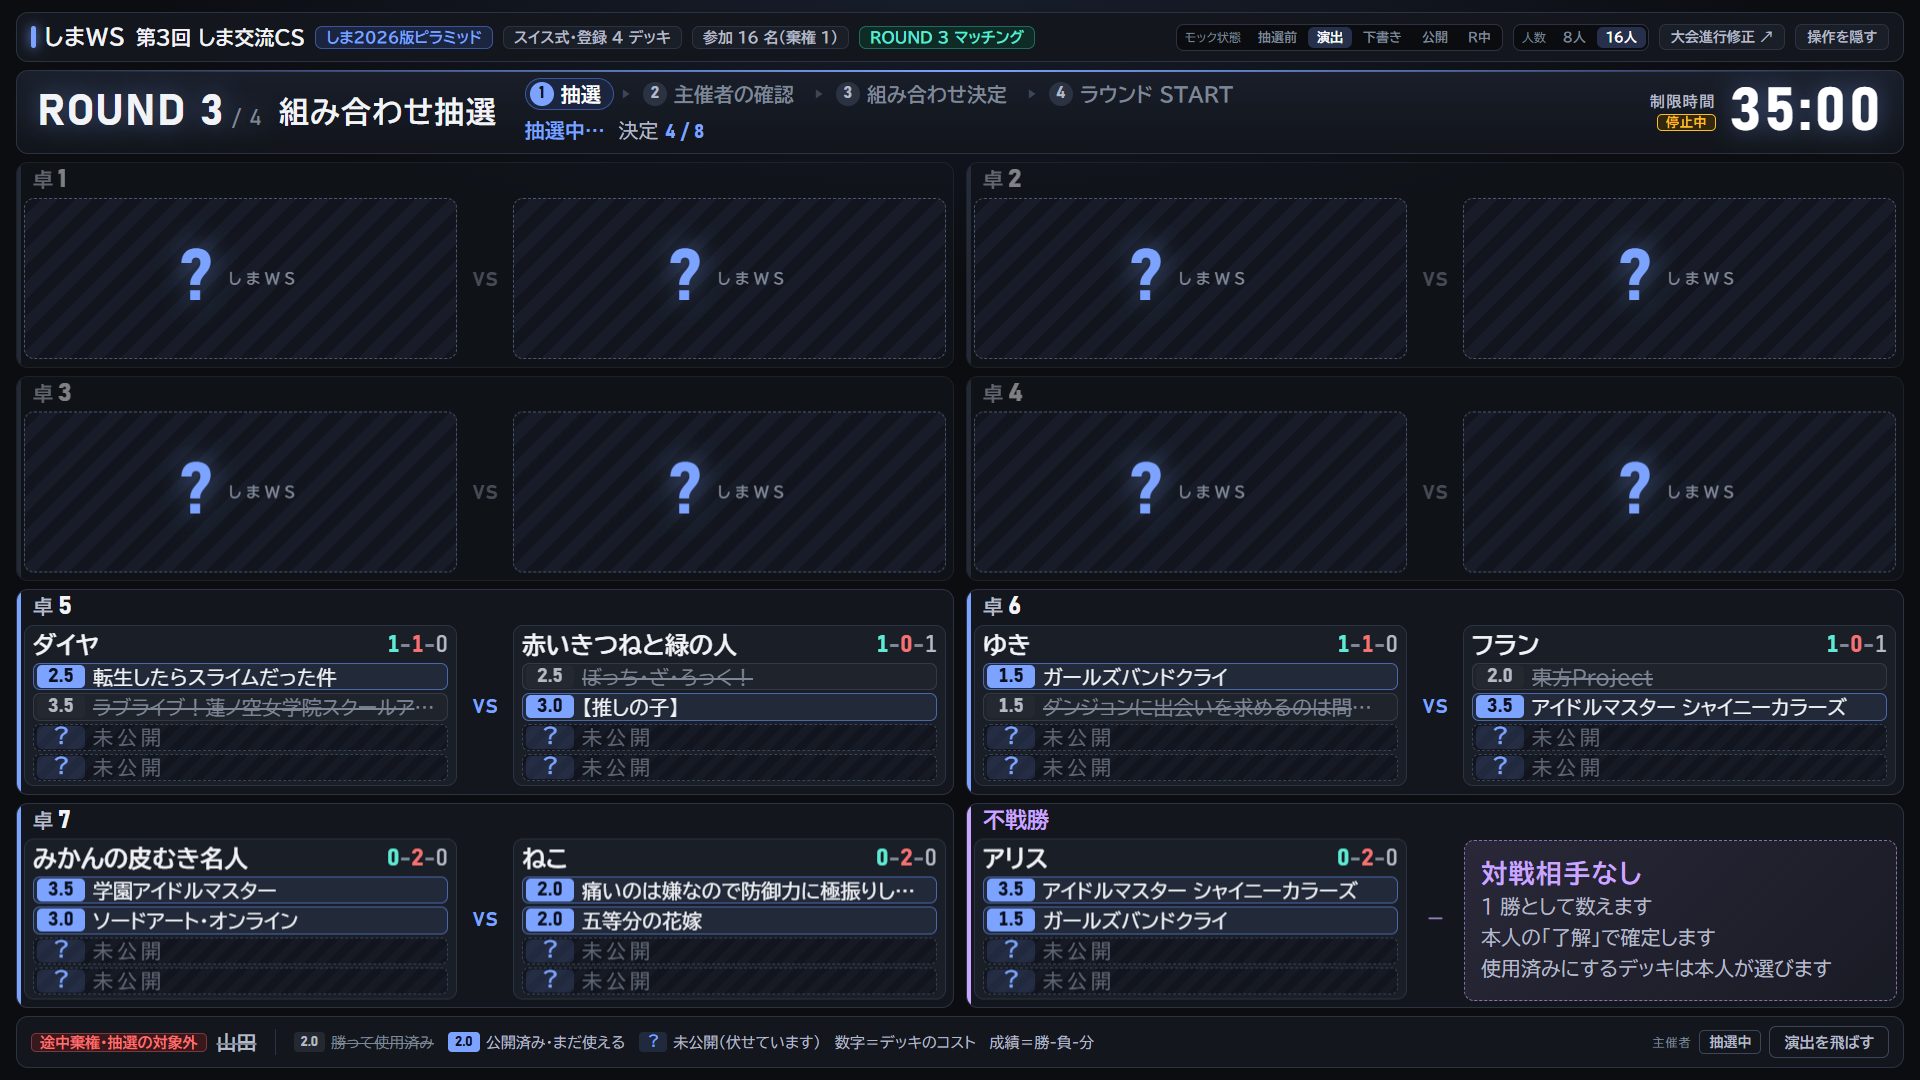 しまWS 第3回 しま交流CS しま2026版ピラミッド スイス式・登録 4 デッキ 参加 16 名(棄権 1) ROUND 3 マッチング モック状態 抽選前 演出 下書き 公開 R中 人数 8人 16人 大会進行修正 ↗ 操作を隠す
ROUND 3 / 4 組み合わせ抽選
1 抽選 ▸ 2 主催者の確認 ▸ 3 組み合わせ決定 ▸ 4 ラウンド START
抽選中… 決定 4 / 8
制限時間
停止中
35:00
卓 1
? しまWS VS ? しまWS
卓 2
? しまWS VS ? しまWS
卓 3
? しまWS VS ? しまWS
卓 4
? しまWS VS ? しまWS
卓 5
ダイヤ 1-1-0
2.5 転生したらスライムだった件
3.5 ラブライブ!蓮ノ空女学院スクールア…
? 未公開
? 未公開
VS
赤いきつねと緑の人 1-0-1
2.5 ぼっち・ざ・ろっく!
3.0 【推しの子】
? 未公開
? 未公開
卓 6
ゆき 1-1-0
1.5 ガールズバンドクライ
1.5 ダンジョンに出会いを求めるのは間…
? 未公開
? 未公開
VS
フラン 1-0-1
2.0 東方Project
3.5 アイドルマスター シャイニーカラーズ
? 未公開
? 未公開
卓 7
みかんの皮むき名人 0-2-0
3.5 学園アイドルマスター
3.0 ソードアート・オンライン
? 未公開
? 未公開
VS
ねこ 0-2-0
2.0 痛いのは嫌なので防御力に極振りし…
2.0 五等分の花嫁
? 未公開
? 未公開
不戦勝
アリス 0-2-0
3.5 アイドルマスター シャイニーカラーズ
1.5 ガールズバンドクライ
? 未公開
? 未公開
—
対戦相手なし
1 勝として数えます
本人の「了解」で確定します
使用済みにするデッキは本人が選びます
途中棄権・抽選の対象外 山田 2.0 勝って使用済み 2.0 公開済み・まだ使える ? 未公開(伏せています) 数字=デッキのコスト 成績=勝-負-分 主催者 抽選中 演出を飛ばす